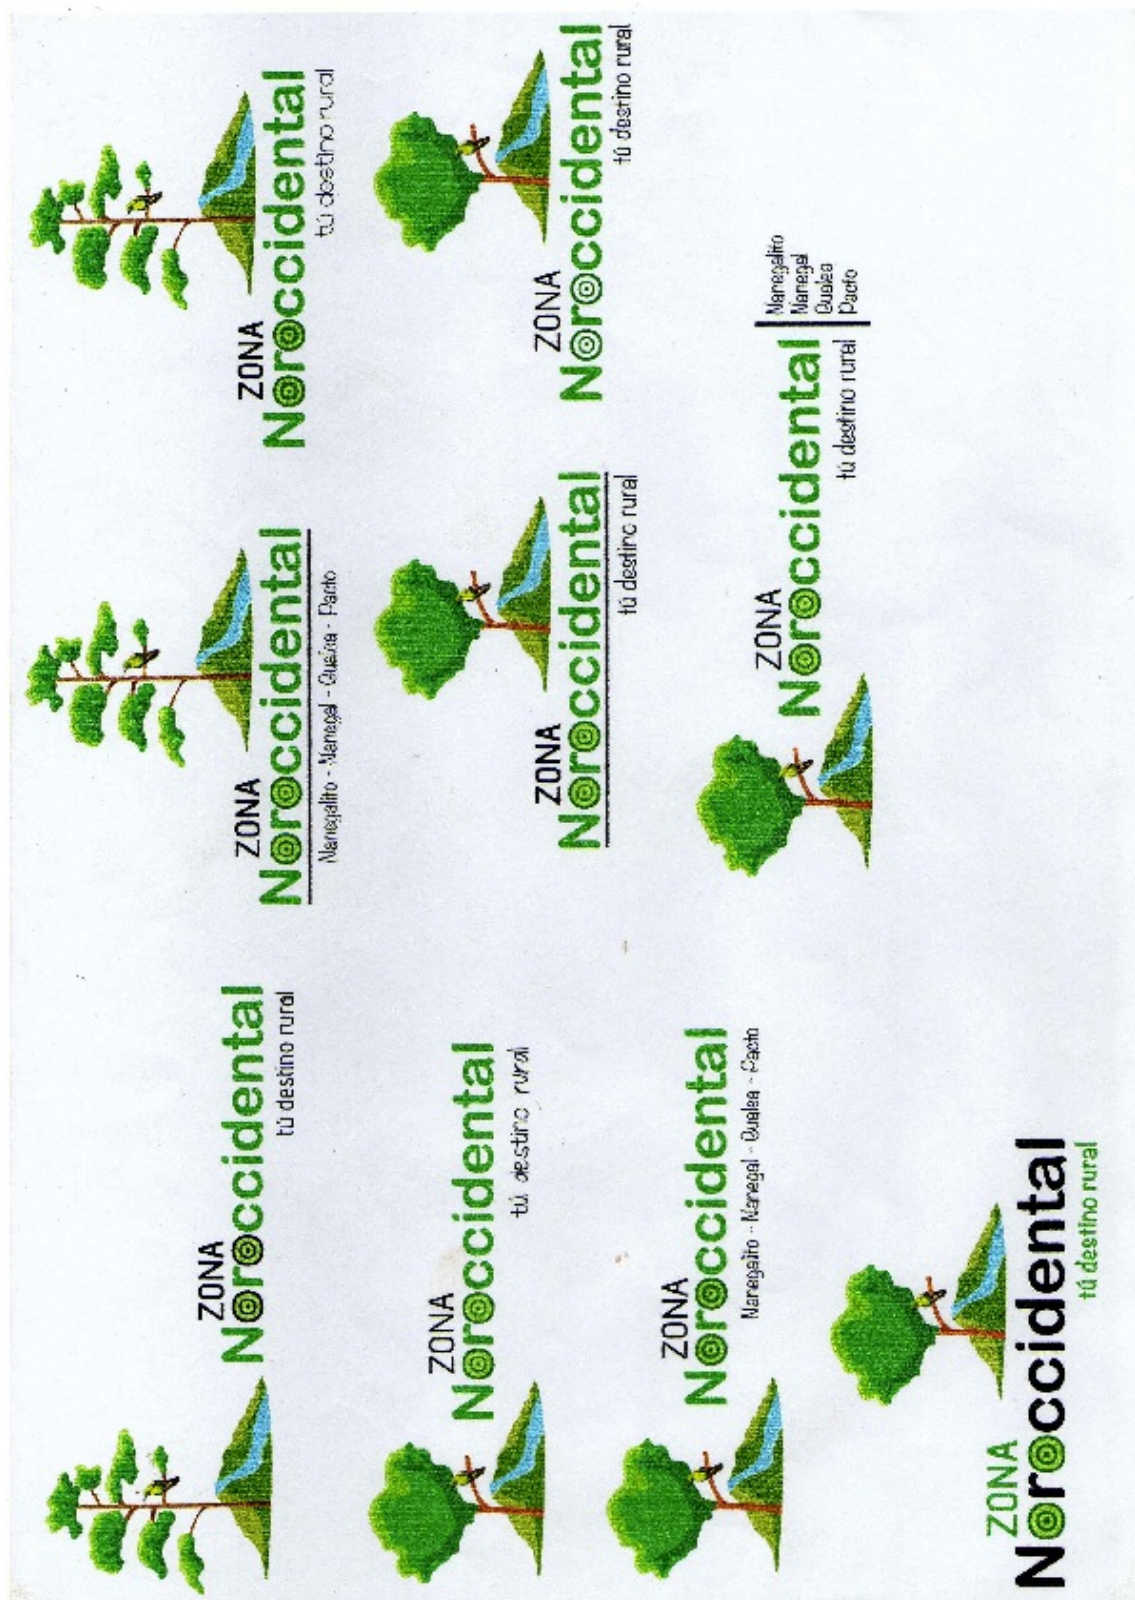 ZONA
Noroccidental
tú destino rural
ZONA
Noroccidental
Nanegalito - Nanegal - Gualea - Pacto
ZONA
Noroccidental
tú destino rural
ZONA
Noroccidental
tú destino rural
ZONA
Noroccidental
tú destino rural
ZONA
Noroccidental
tú destino rural
ZONA
Noroccidental
Nanegalito - Nanegal - Gualea - Pacto
ZONA
Noroccidental
tú destino rural
Nanegalito
Nanegal
Gualea
Pacto
ZONA
Noroccidental
tú destino rural